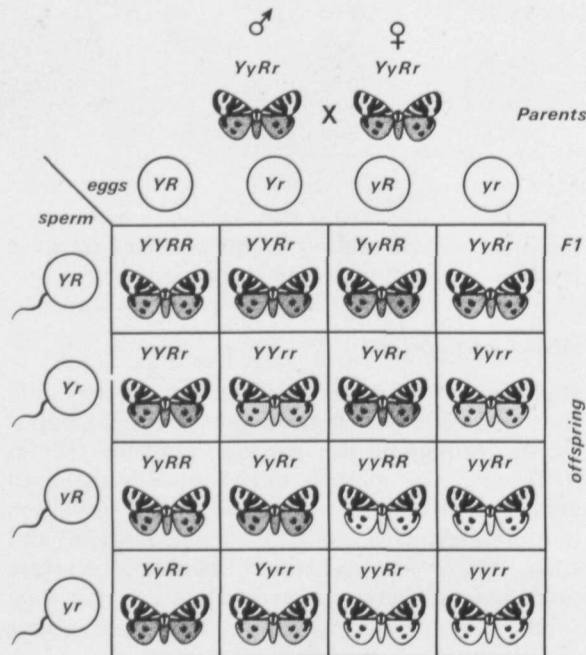 ♂ ♀
YyRr YyRr
X Parents
eggs YR Yr yR yr
sperm
YYRR YYRr YyRR YyRr F1
YR
YYRr YYrr YyRr Yyrr
Yr
offspring
YyRR YyRr yyRR yyRr
yR
YyRr Yyrr yyRr yyrr
yr